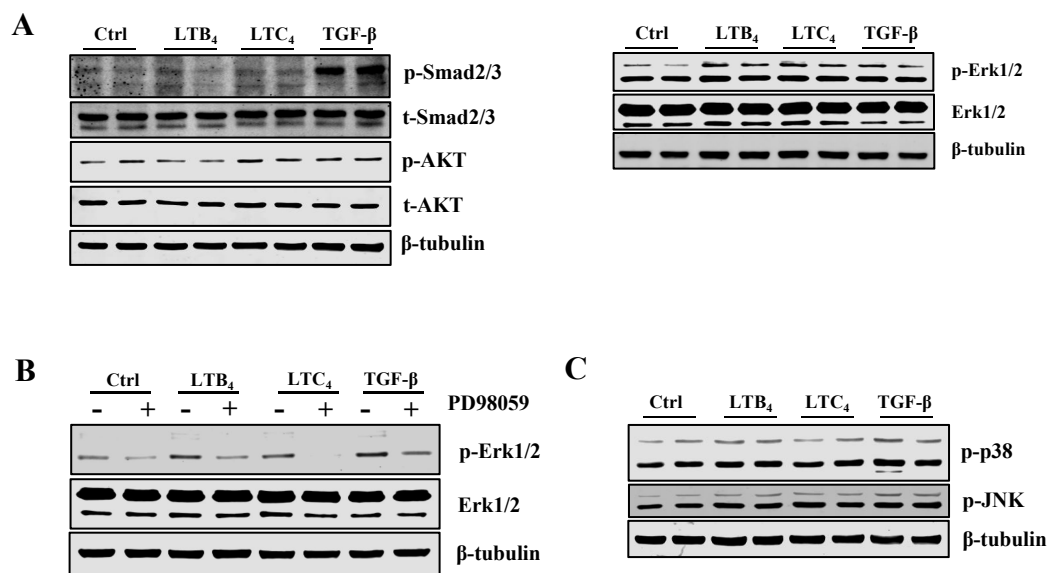 A
Ctrl LTB₄ LTC₄ TGF-β
p-Smad2/3
t-Smad2/3
p-AKT
t-AKT
β-tubulin
Ctrl LTB₄ LTC₄ TGF-β
p-Erk1/2
Erk1/2
β-tubulin
B
Ctrl LTB₄ LTC₄ TGF-β
- + - + - + - + PD98059
p-Erk1/2
Erk1/2
β-tubulin
C
Ctrl LTB₄ LTC₄ TGF-β
p-p38
p-JNK
β-tubulin